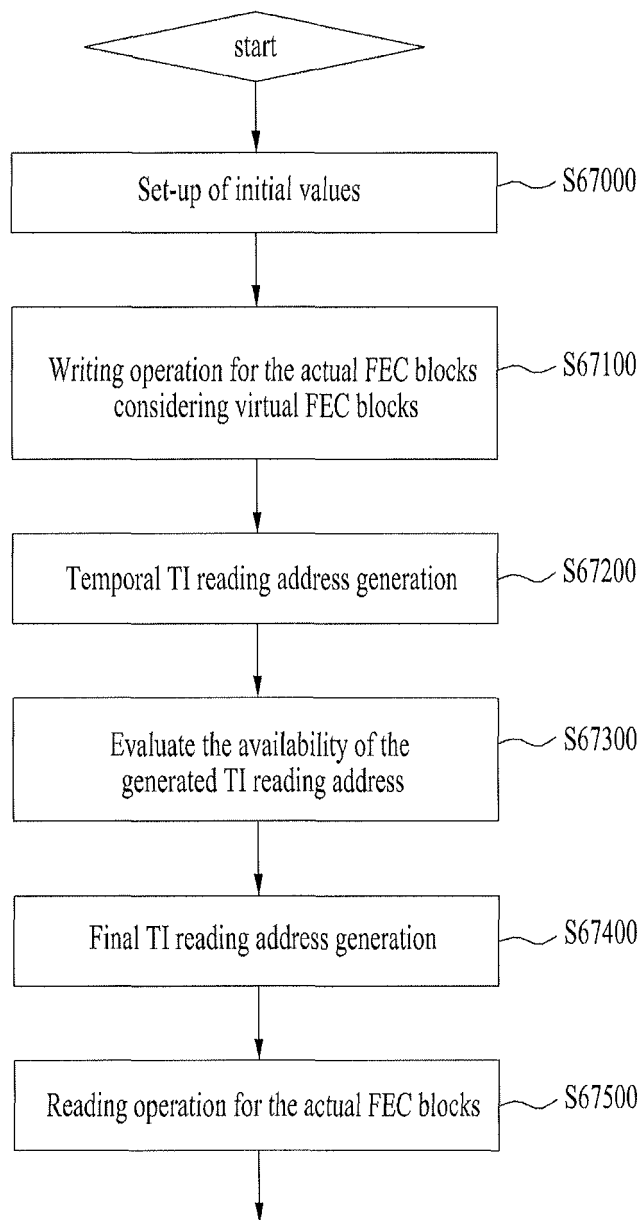 start
Set-up of initial values
S67000
Writing operation for the actual FEC blocks
considering virtual FEC blocks
S67100
Temporal TI reading address generation
S67200
Evaluate the availability of the
generated TI reading address
S67300
Final TI reading address generation
S67400
Reading operation for the actual FEC blocks
S67500